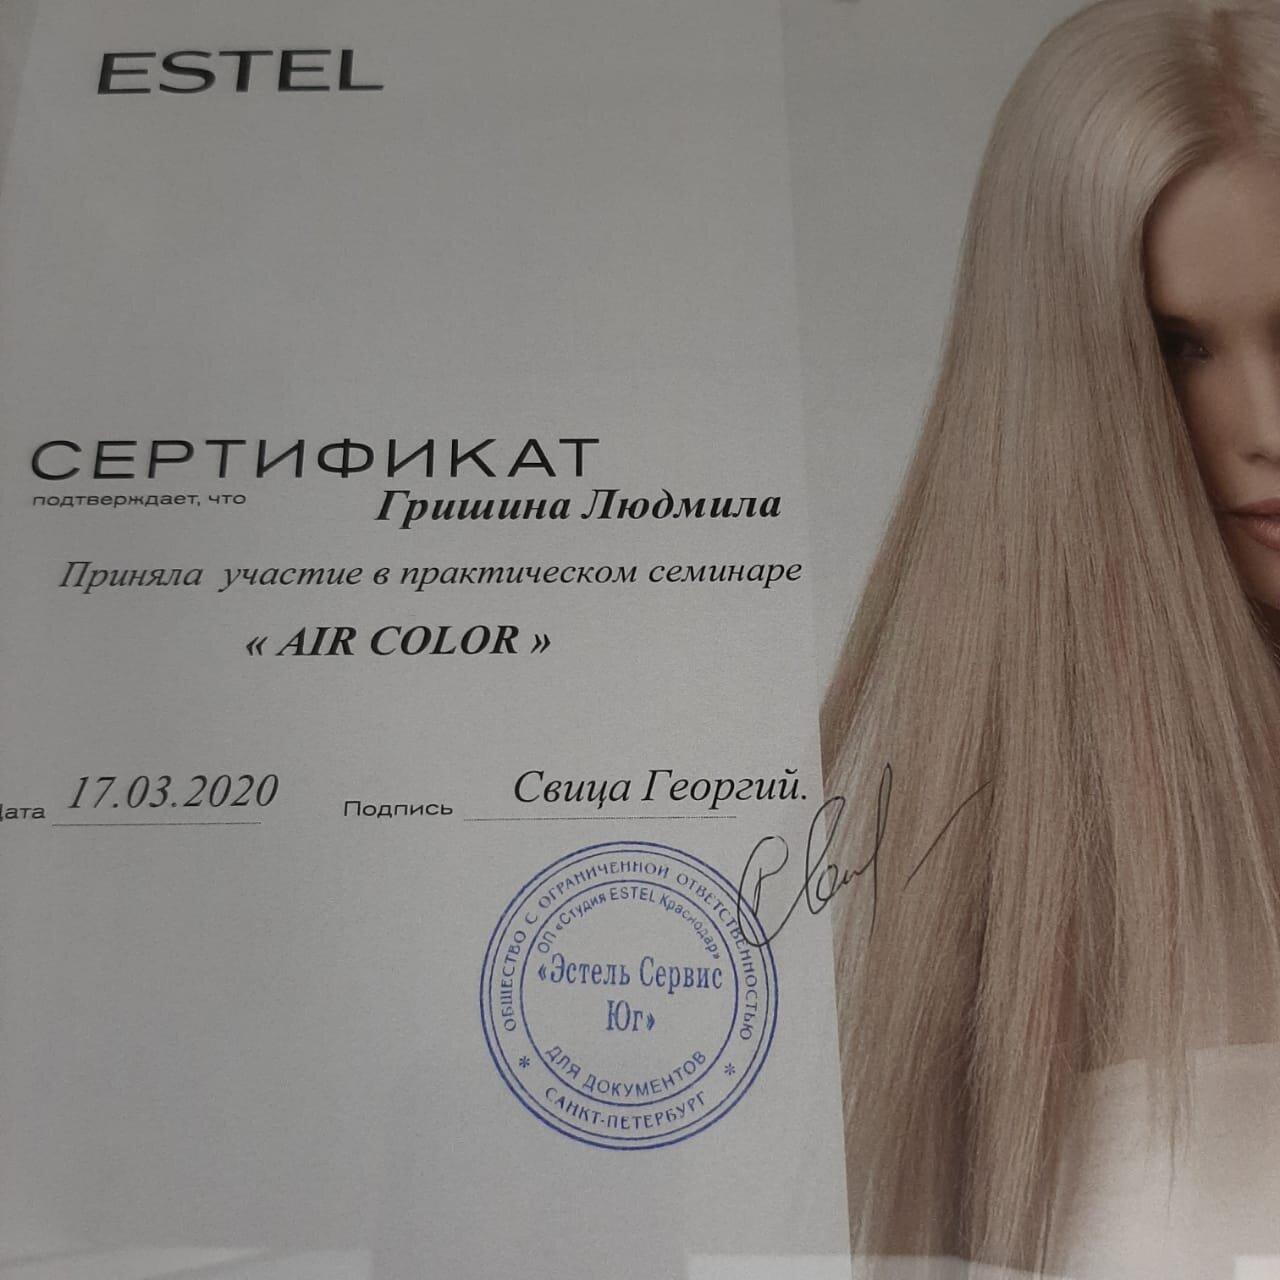 ESTEL
СЕРТИФИКАТ
подтверждает, что Гришина Людмила
Приняла участие в практическом семинаре
« AIR COLOR »
Дата 17.03.2020 Подпись Свица Георгий.
ОБЩЕСТВО С ОГРАНИЧЕННОЙ ОТВЕТСТВЕННОСТЬЮ
ОП «Студия ESTEL Краснодар»
«Эстель Сервис
Юг»
ДЛЯ ДОКУМЕНТОВ
* САНКТ-ПЕТЕРБУРГ *